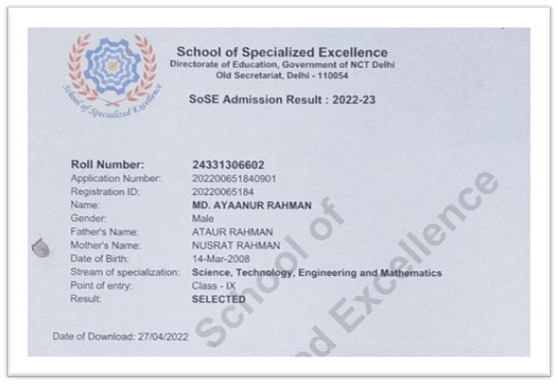 School of Specialized Excellence
School of Specialized Excellence
Directorate of Education, Government of NCT Delhi
Old Secretariat, Delhi - 110054
SoSE Admission Result : 2022-23
Roll Number: 24331306602
Application Number: 202200651840901
Registration ID: 20220065184
Name: MD. AYAANUR RAHMAN
Gender: Male
Father's Name: ATAUR RAHMAN
Mother's Name: NUSRAT RAHMAN
Date of Birth: 14-Mar-2008
Stream of specialization: Science, Technology, Engineering and Mathematics
Point of entry: Class - IX
Result: SELECTED
School of
ed Excellence
Date of Download: 27/04/2022